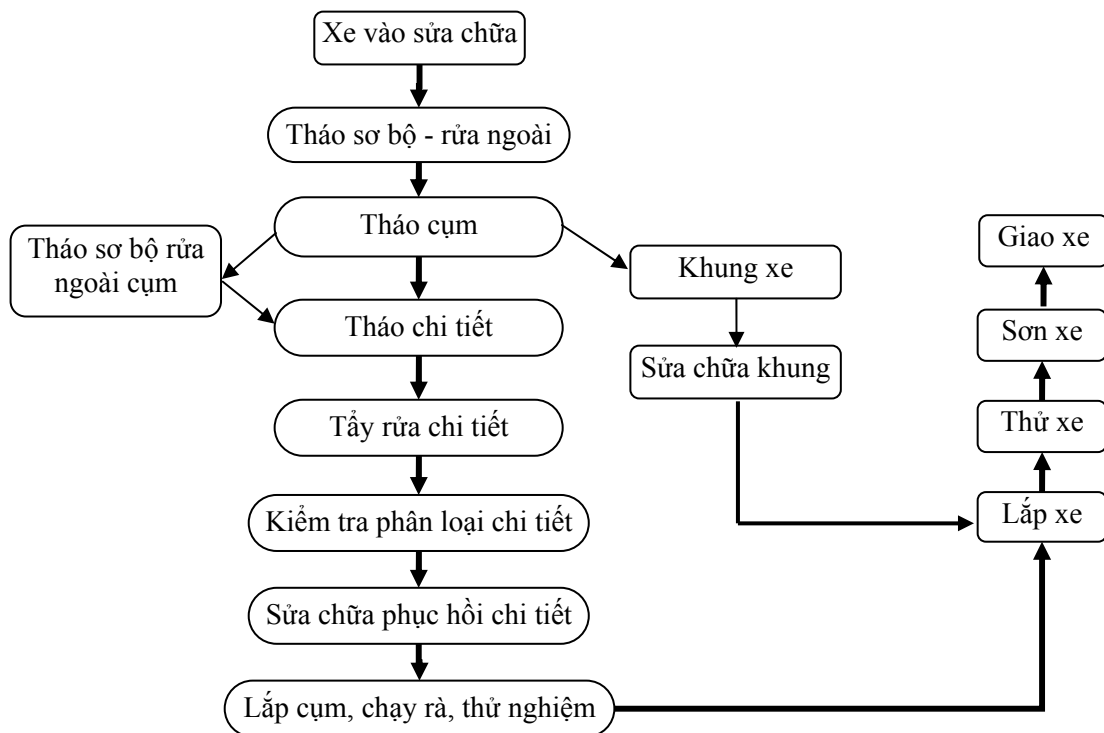 Xe vào sửa chữa
Tháo sơ bộ - rửa ngoài
Tháo cụm
Tháo sơ bộ rửa
ngoài cụm
Khung xe
Giao xe
Tháo chi tiết
Sửa chữa khung
Sơn xe
Tẩy rửa chi tiết
Thử xe
Kiểm tra phân loại chi tiết
Lắp xe
Sửa chữa phục hồi chi tiết
Lắp cụm, chạy rà, thử nghiệm